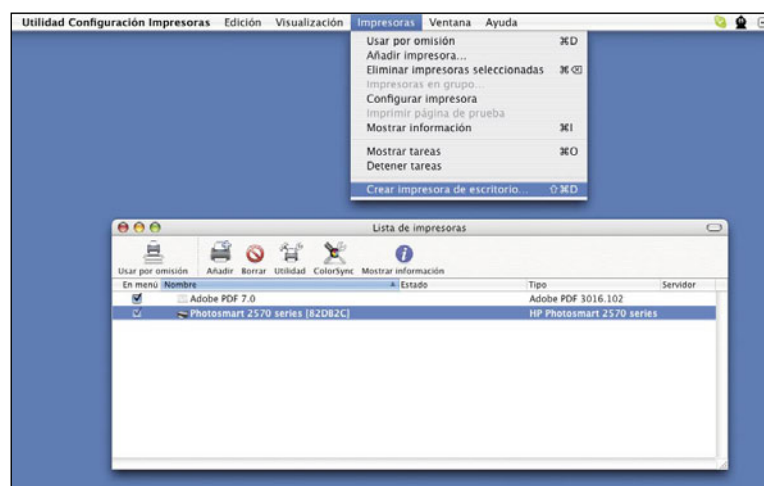 Utilidad Configuración Impresoras Edición Visualización Impresoras Ventana Ayuda
Usar por omisión ⌘D
Añadir impresora...
Eliminar impresoras seleccionadas ⌘⌫
Impresoras en grupo...
Configurar impresora
Imprimir página de prueba
Mostrar información ⌘I
Mostrar tareas ⌘O
Detener tareas
Crear impresora de escritorio... ⇧⌘D
Lista de impresoras
Usar por omisión Añadir Borrar Utilidad ColorSync Mostrar información
En menú Nombre Estado Tipo Servidor
Adobe PDF 7.0 Adobe PDF 3016.102
Photosmart 2570 series [82DB2C] HP Photosmart 2570 series